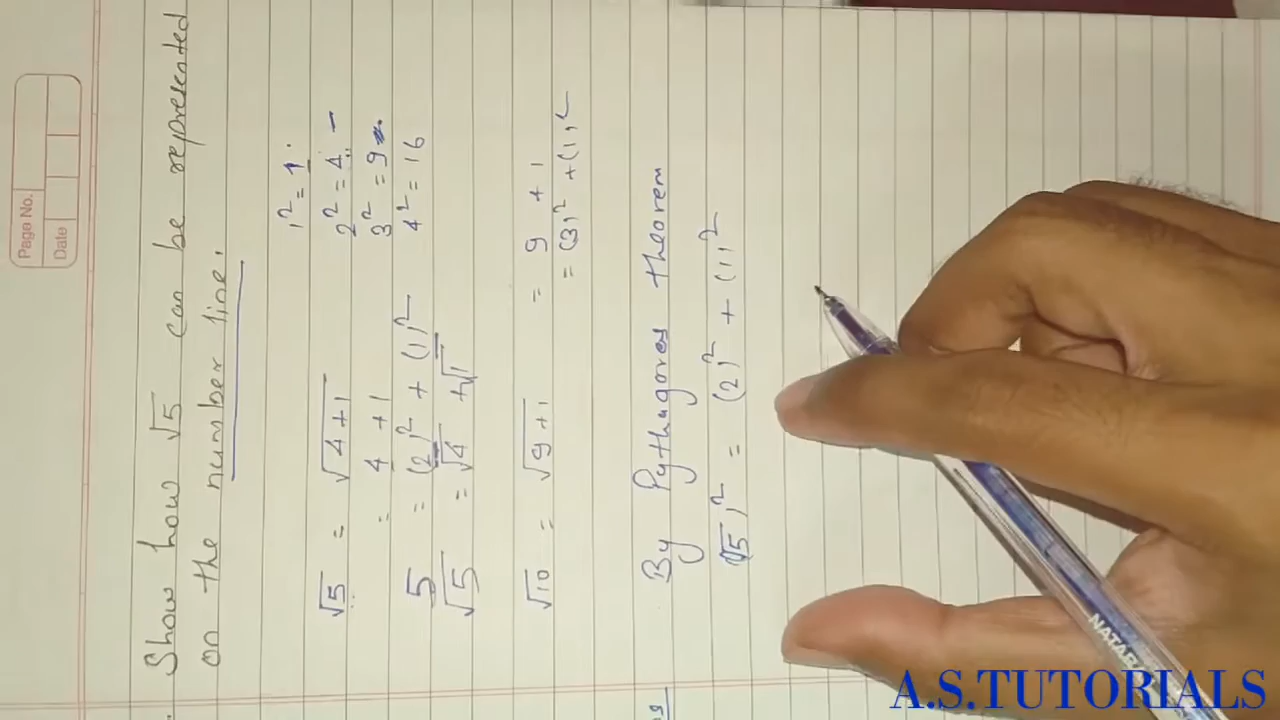 Page No.
Date
Show how √5 can be represented
on the number line.
√5 = √4+1
1² = 1
2² = 4
= 4 + 1
3² = 9
5 = (2)² + (1)²
4² = 16
√5 = √4 + √1
√10 = √9+1 = 9 + 1
= (3)² + (1)²
By Pythagores theorem
(√5)² = (2)² + (1)²
NATARA
A.S.TUTORIALS